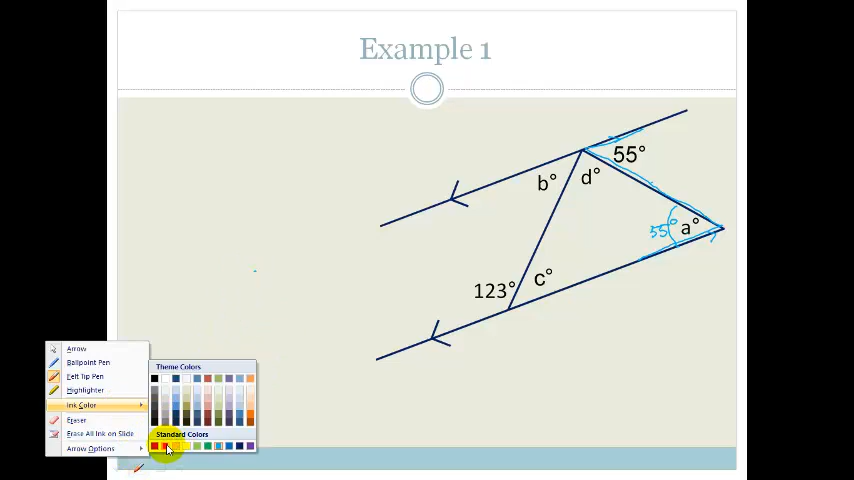 Example 1
55°
b°
d°
55°
a°
c°
123°
Arrow
Ballpoint Pen
Felt Tip Pen
Highlighter
Ink Color
Eraser
Erase All Ink on Slide
Arrow Options
Theme Colors
Standard Colors